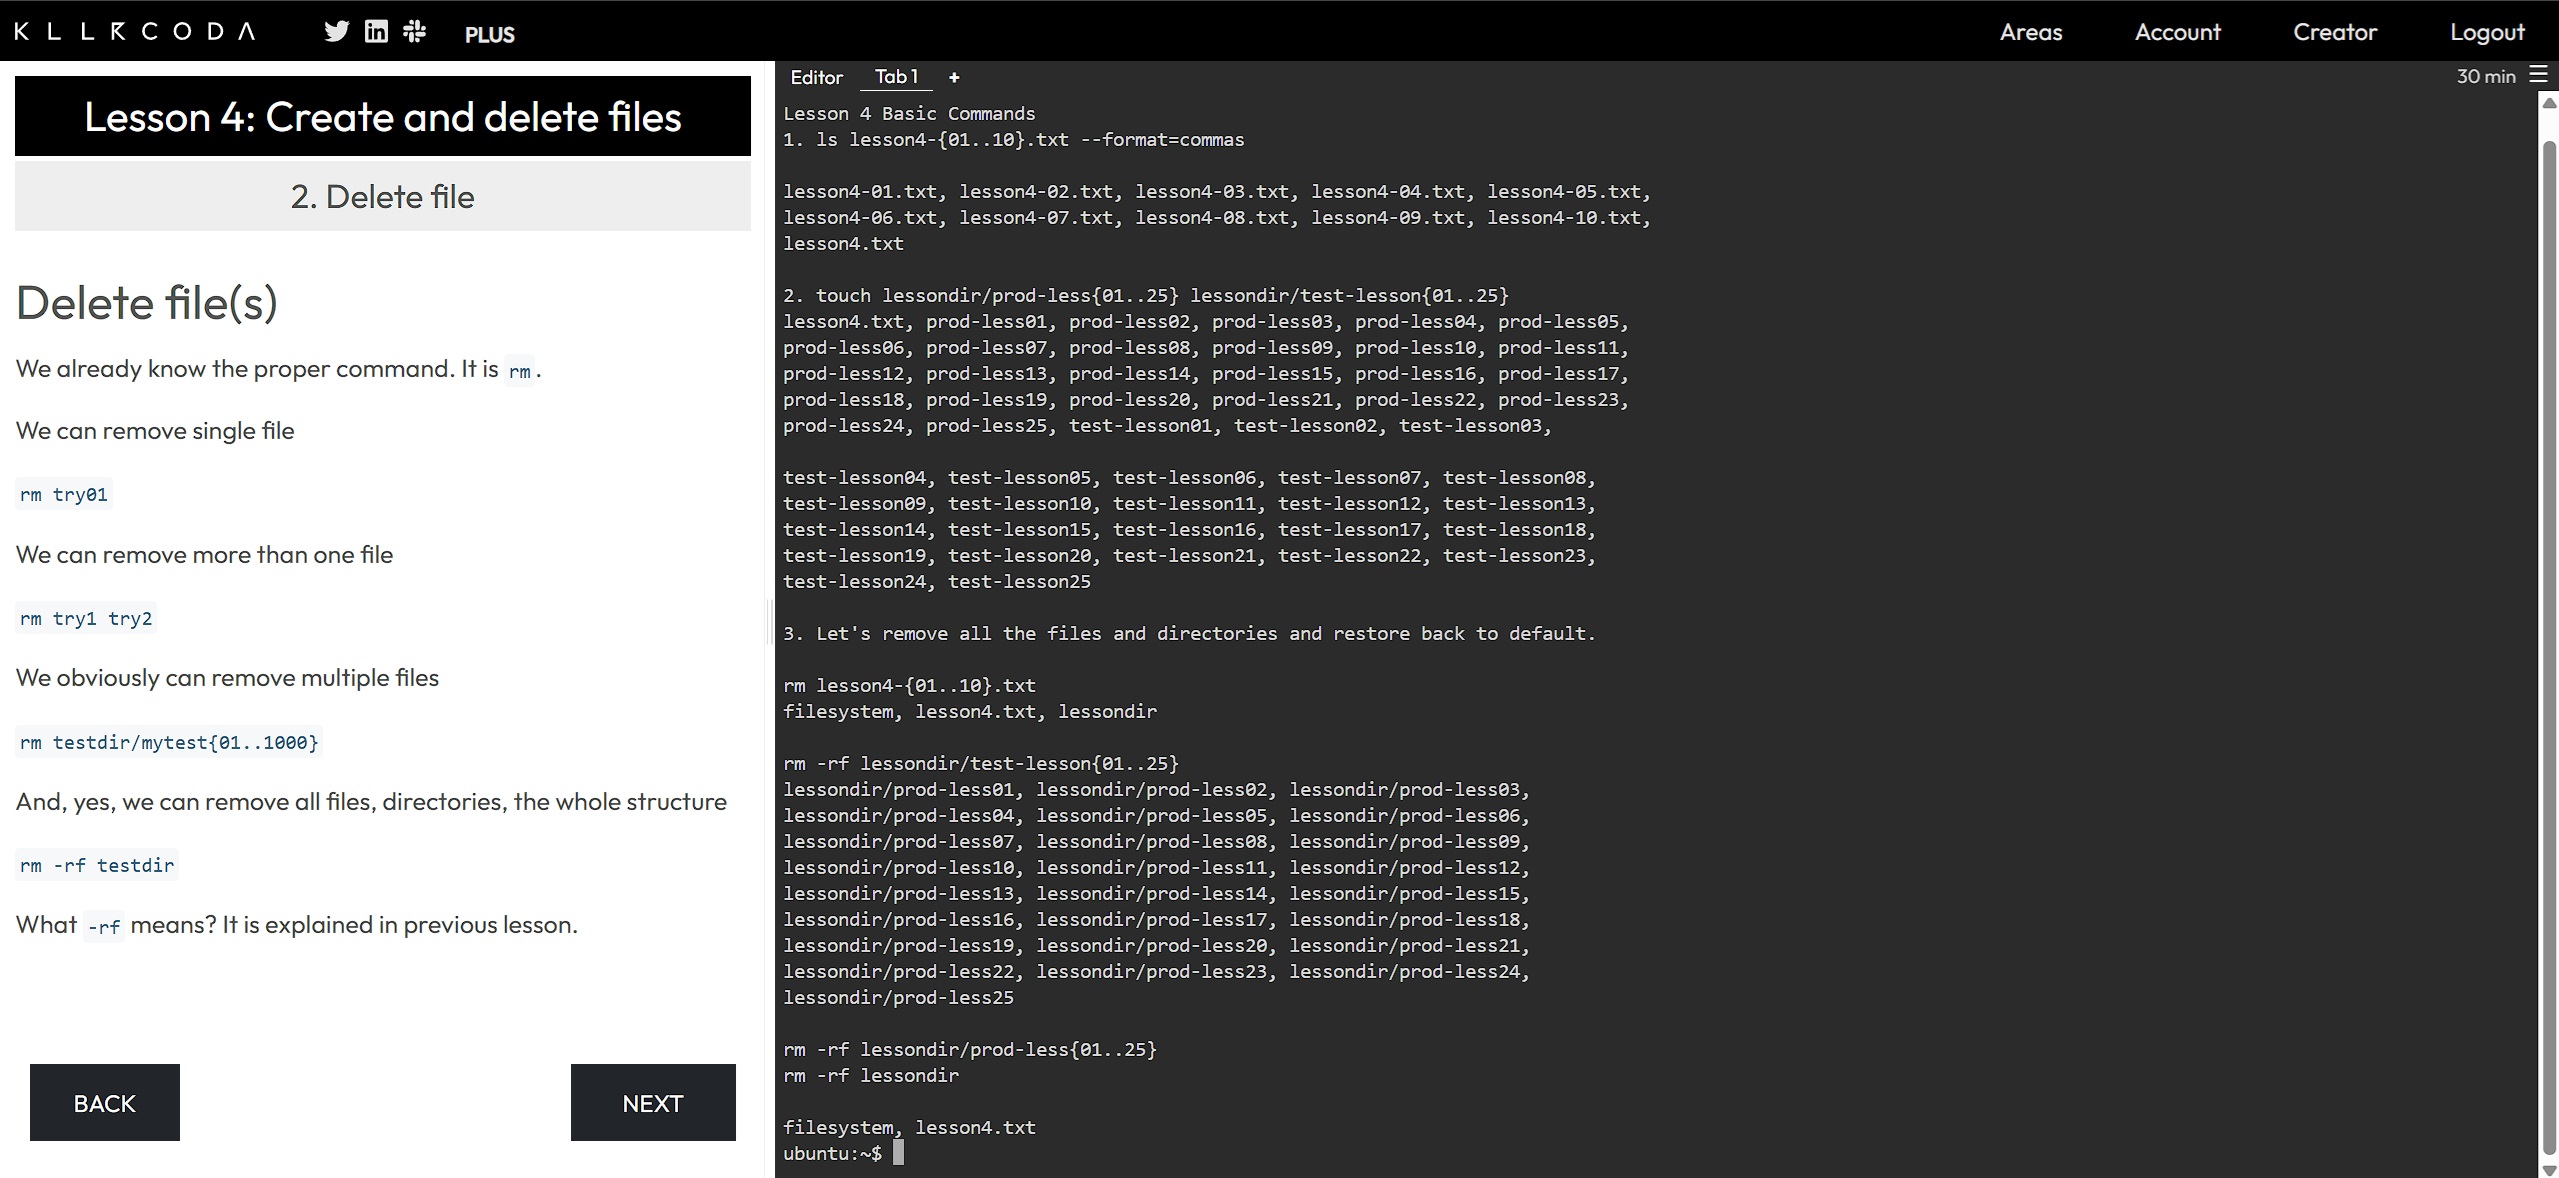 KLLRCODA PLUS Areas Account Creator Logout
Lesson 4: Create and delete files
2. Delete file
Delete file(s)
We already know the proper command. It is rm.
We can remove single file
rm try01
We can remove more than one file
rm try1 try2
We obviously can remove multiple files
rm testdir/mytest{01..1000}
And, yes, we can remove all files, directories, the whole structure
rm -rf testdir
What -rf means? It is explained in previous lesson.
BACK NEXT
Editor Tab 1 + 30 min
Lesson 4 Basic Commands
1. ls lesson4-{01..10}.txt --format=commas
lesson4-01.txt, lesson4-02.txt, lesson4-03.txt, lesson4-04.txt, lesson4-05.txt,
lesson4-06.txt, lesson4-07.txt, lesson4-08.txt, lesson4-09.txt, lesson4-10.txt,
lesson4.txt
2. touch lessondir/prod-less{01..25} lessondir/test-lesson{01..25}
lesson4.txt, prod-less01, prod-less02, prod-less03, prod-less04, prod-less05,
prod-less06, prod-less07, prod-less08, prod-less09, prod-less10, prod-less11,
prod-less12, prod-less13, prod-less14, prod-less15, prod-less16, prod-less17,
prod-less18, prod-less19, prod-less20, prod-less21, prod-less22, prod-less23,
prod-less24, prod-less25, test-lesson01, test-lesson02, test-lesson03,
test-lesson04, test-lesson05, test-lesson06, test-lesson07, test-lesson08,
test-lesson09, test-lesson10, test-lesson11, test-lesson12, test-lesson13,
test-lesson14, test-lesson15, test-lesson16, test-lesson17, test-lesson18,
test-lesson19, test-lesson20, test-lesson21, test-lesson22, test-lesson23,
test-lesson24, test-lesson25
3. Let's remove all the files and directories and restore back to default.
rm lesson4-{01..10}.txt
filesystem, lesson4.txt, lessondir
rm -rf lessondir/test-lesson{01..25}
lessondir/prod-less01, lessondir/prod-less02, lessondir/prod-less03,
lessondir/prod-less04, lessondir/prod-less05, lessondir/prod-less06,
lessondir/prod-less07, lessondir/prod-less08, lessondir/prod-less09,
lessondir/prod-less10, lessondir/prod-less11, lessondir/prod-less12,
lessondir/prod-less13, lessondir/prod-less14, lessondir/prod-less15,
lessondir/prod-less16, lessondir/prod-less17, lessondir/prod-less18,
lessondir/prod-less19, lessondir/prod-less20, lessondir/prod-less21,
lessondir/prod-less22, lessondir/prod-less23, lessondir/prod-less24,
lessondir/prod-less25
rm -rf lessondir/prod-less{01..25}
rm -rf lessondir
filesystem, lesson4.txt
ubuntu:~$